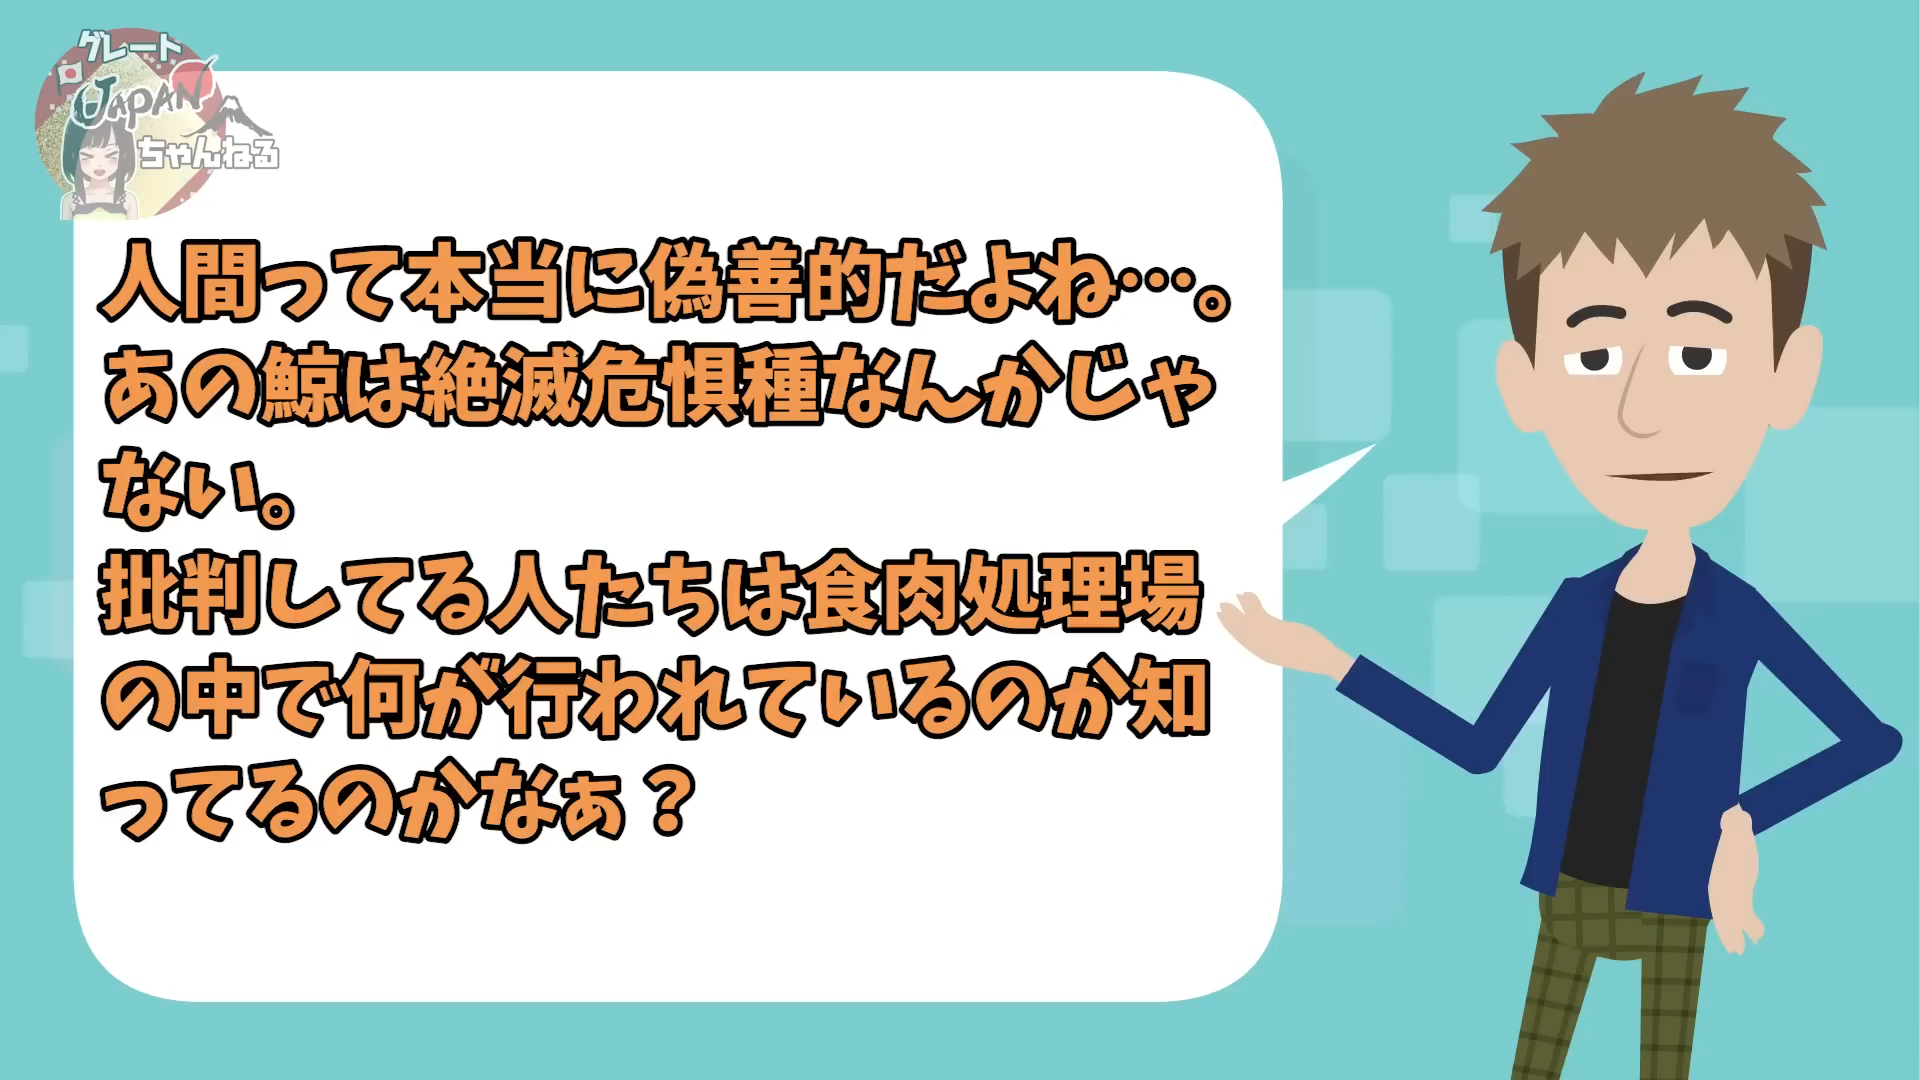 グレート
JAPAN
ちゃんねる
人間って本当に偽善的だよね…。
あの鯨は絶滅危惧種なんかじゃ
ない。
批判してる人たちは食肉処理場
の中で何が行われているのか知
ってるのかなぁ？